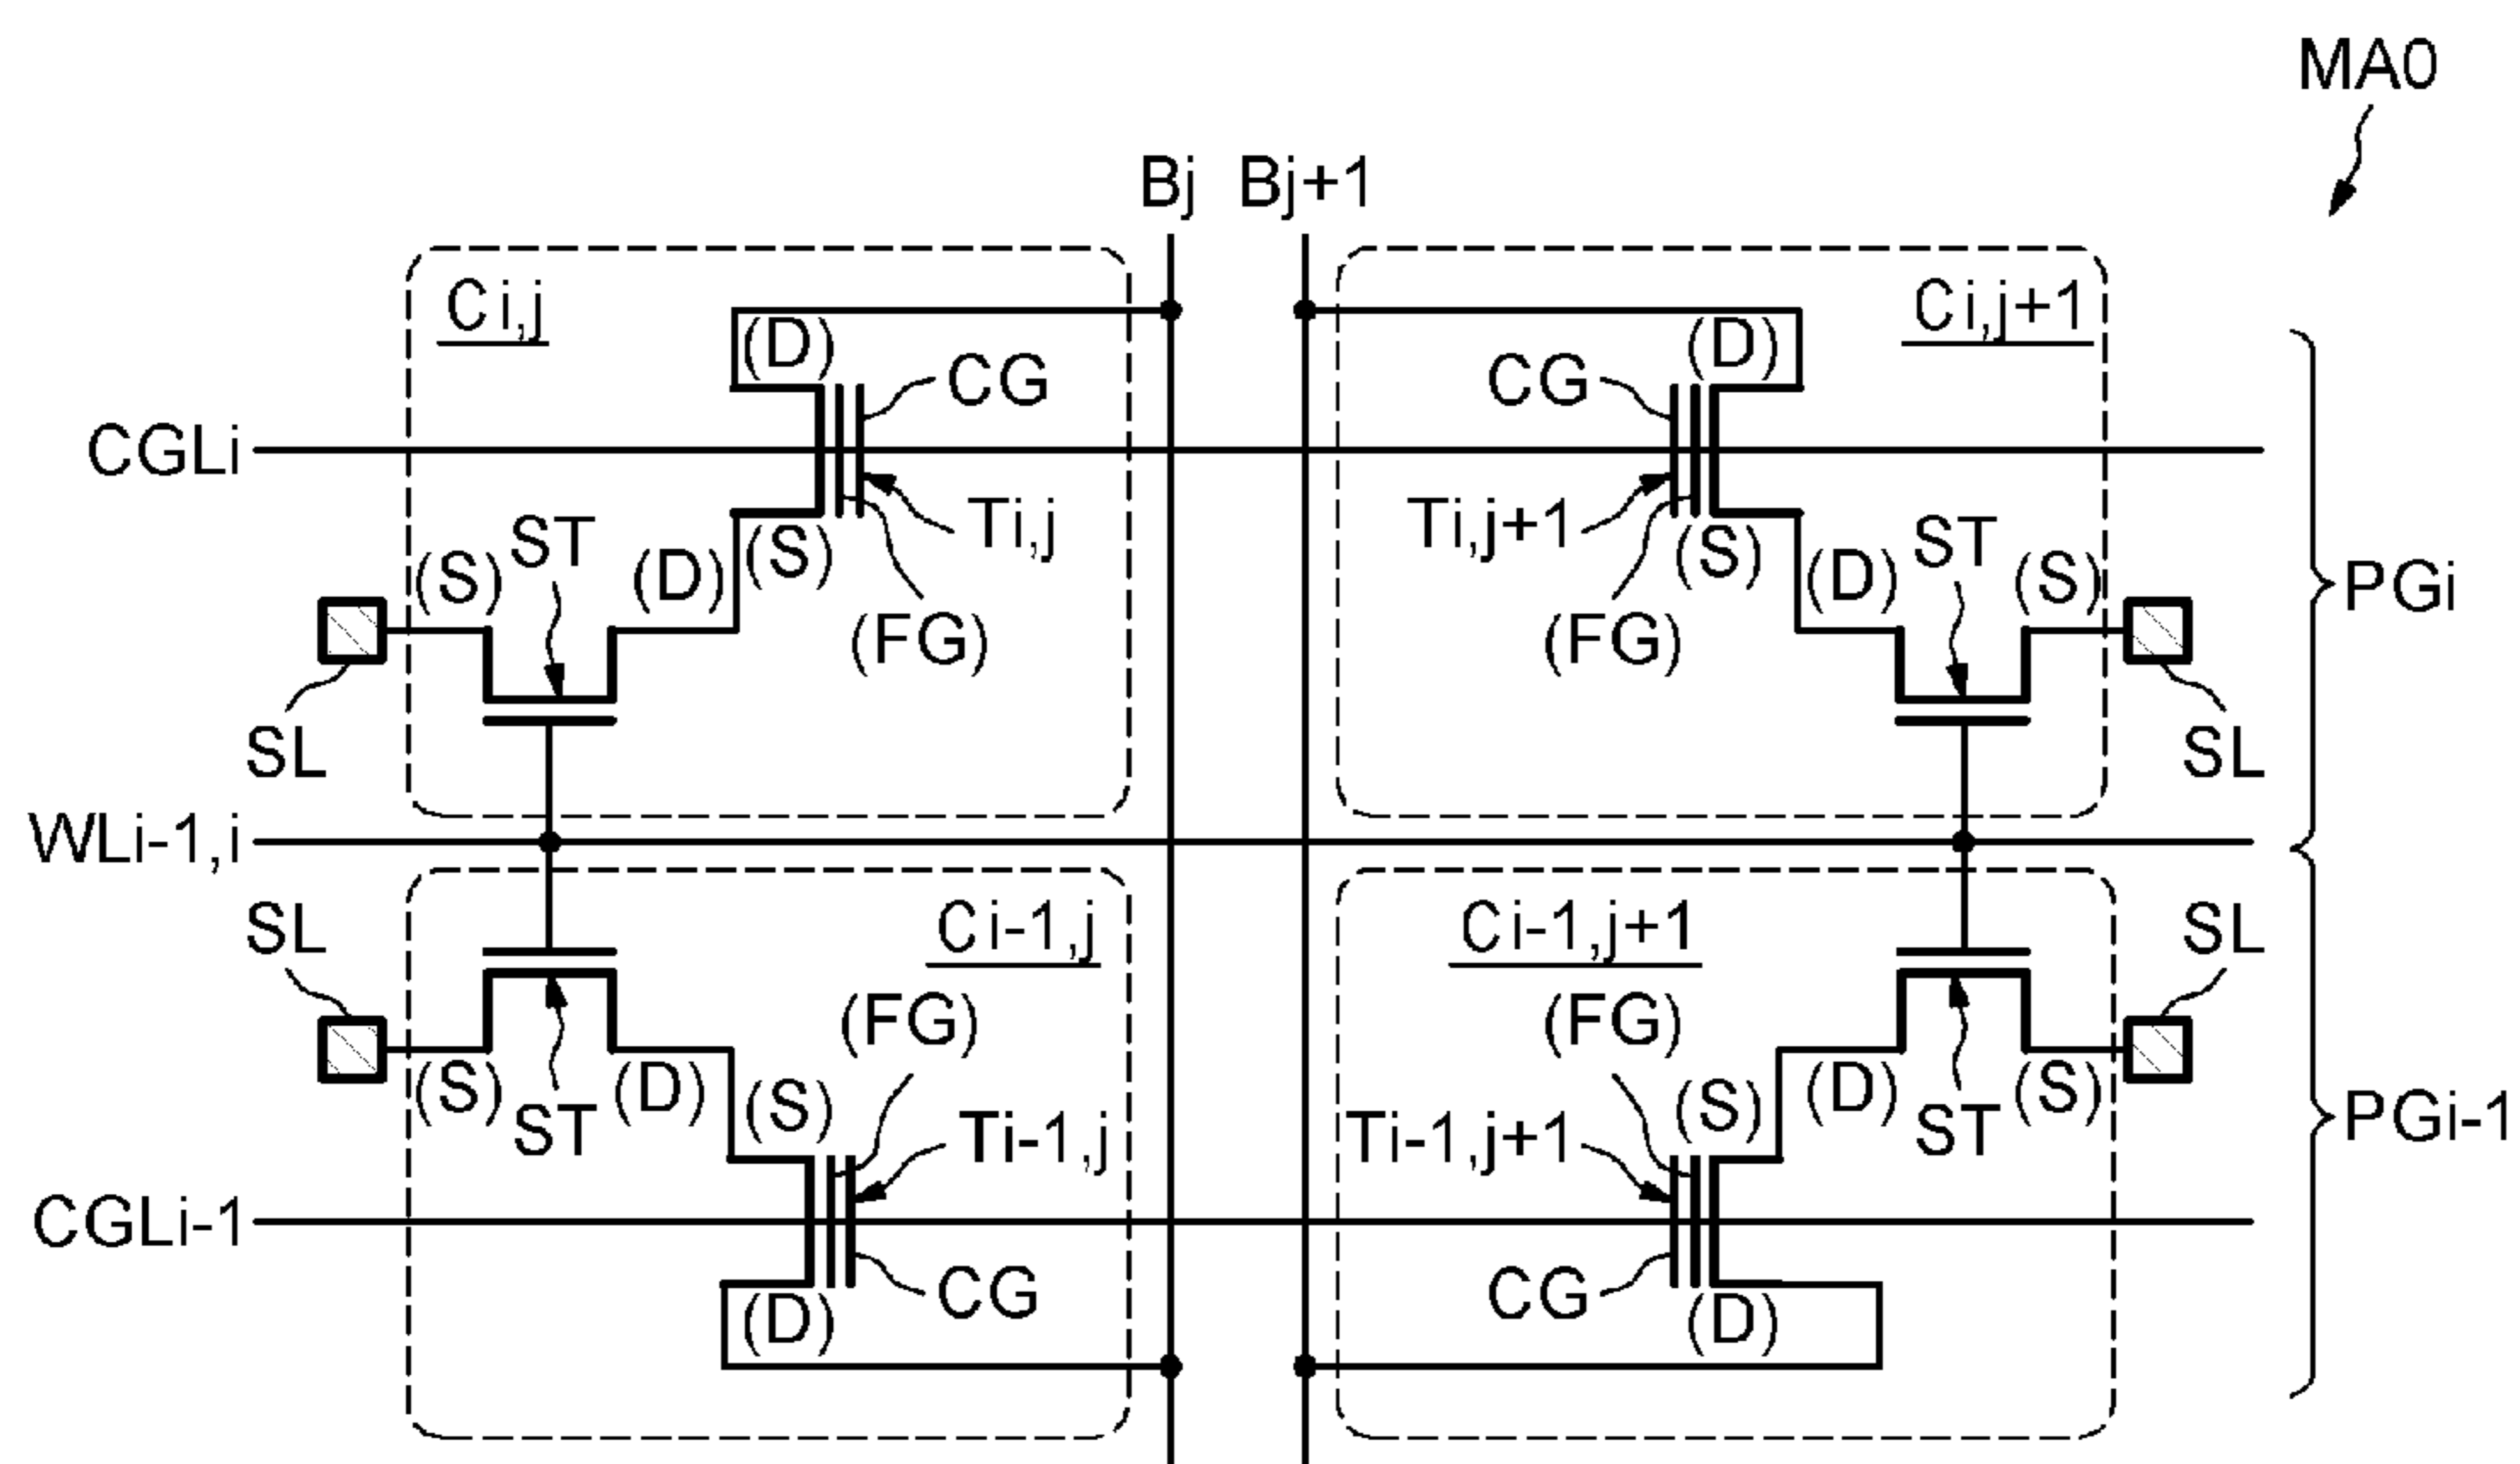 MA0
Bj Bj+1
Ci,j Ci,j+1
(D) (D)
CG CG
CGLi
Ti,j Ti,j+1
(S) ST (D) (S) (S) (D) ST (S)
PGi
(FG) (FG)
SL SL
WLi-1,i
SL Ci-1,j Ci-1,j+1 SL
(FG) (FG)
(S) ST (D) (S) Ti-1,j Ti-1,j+1 (S) (D) ST (S)
PGi-1
CGLi-1
CG CG
(D) (D)